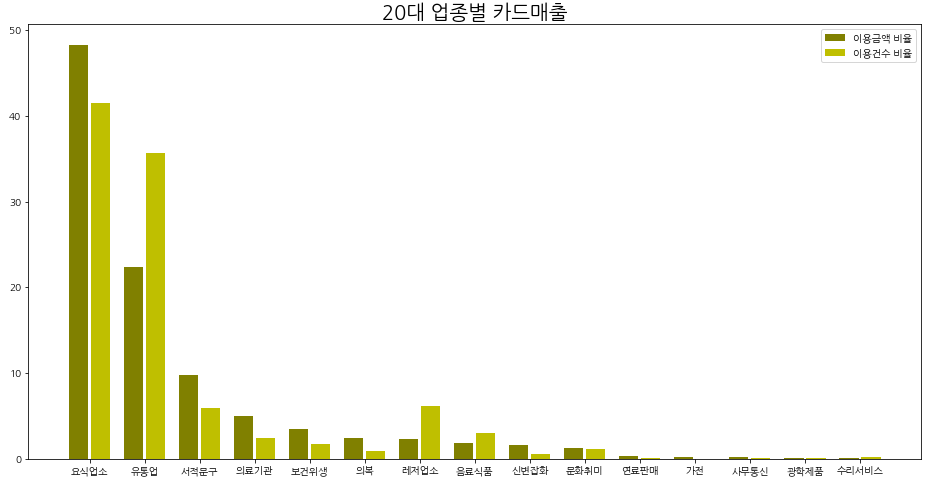 20대 업종별 카드매출
이용금액 비율
이용건수 비율
50
40
30
20
10
0
요식업소 유통업 서적문구 의료기관 보건위생 의복 레저업소 음료식품 신변잡화 문화취미 연료판매 가전 사무통신 광학제품 수리서비스